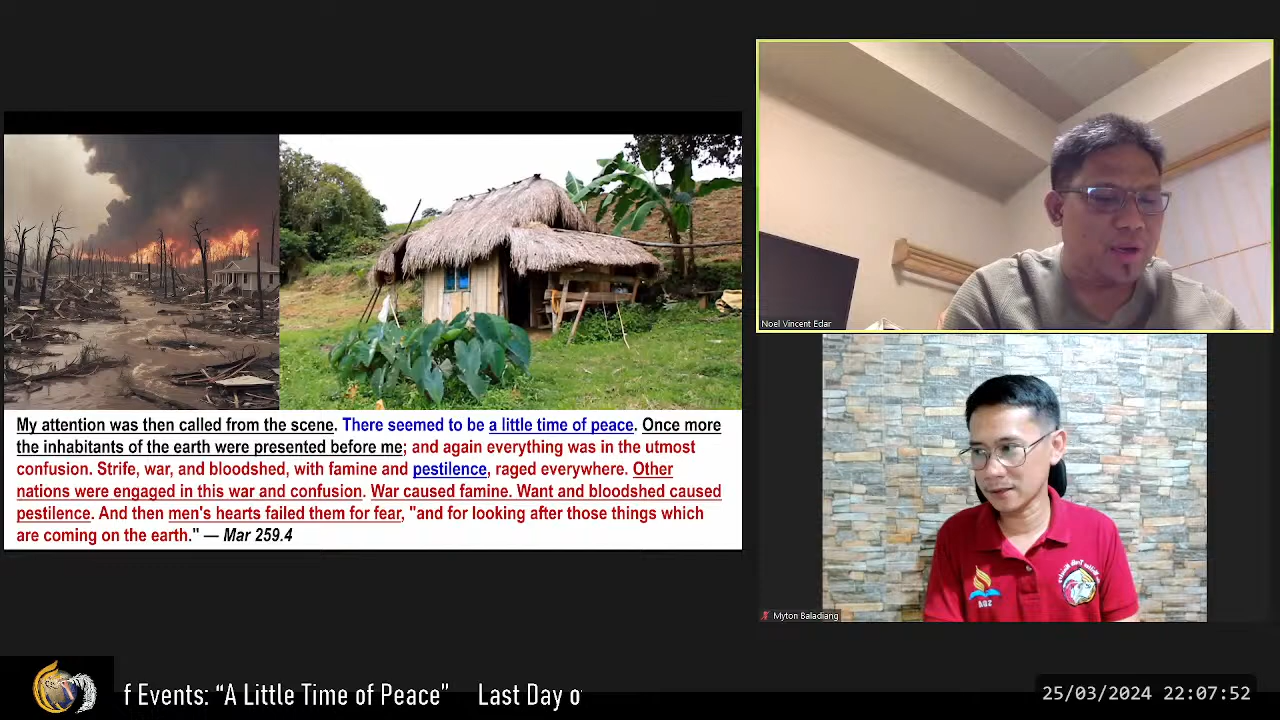 My attention was then called from the scene. There seemed to be a little time of peace. Once more
the inhabitants of the earth were presented before me; and again everything was in the utmost
confusion. Strife, war, and bloodshed, with famine and pestilence, raged everywhere. Other
nations were engaged in this war and confusion. War caused famine. Want and bloodshed caused
pestilence. And then men's hearts failed them for fear, "and for looking after those things which
are coming on the earth." — Mar 259.4
Noel Vincent Edar
SDA
Myton Baladiang
f Events: “A Little Time of Peace” Last Day o
25/03/2024 22:07:52